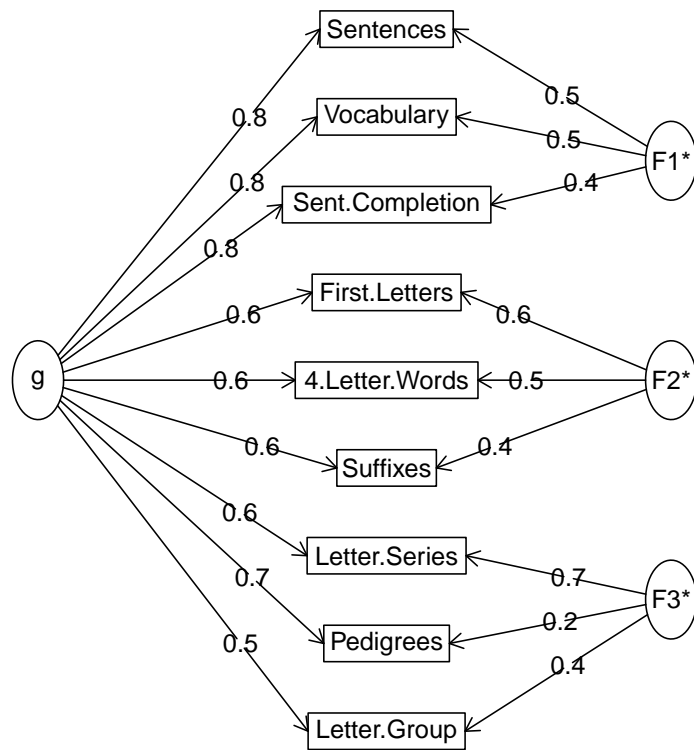 Sentences
0.5
0.8
Vocabulary
0.5
F1*
0.8
0.4
Sent.Completion
0.8
First.Letters
0.6
0.6
g
0.6
4.Letter.Words
0.5
F2*
0.6
Suffixes
0.4
0.6
Letter.Series
0.7
0.7
F3*
0.2
0.5
Pedigrees
0.4
Letter.Group